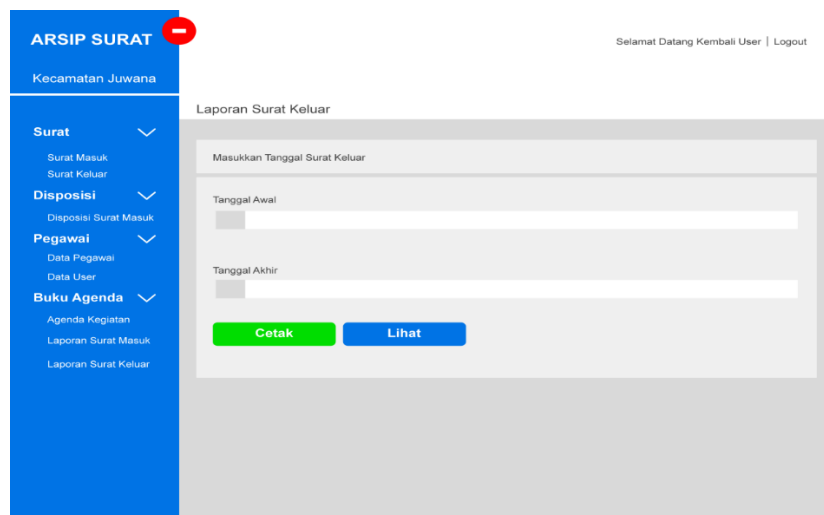 ARSIP SURAT
Kecamatan Juwana
Selamat Datang Kembali User | Logout
Laporan Surat Keluar
Surat
Surat Masuk
Surat Keluar
Disposisi
Disposisi Surat Masuk
Pegawai
Data Pegawai
Data User
Buku Agenda
Agenda Kegiatan
Laporan Surat Masuk
Laporan Surat Keluar
Masukkan Tanggal Surat Keluar
Tanggal Awal
Tanggal Akhir
Cetak
Lihat